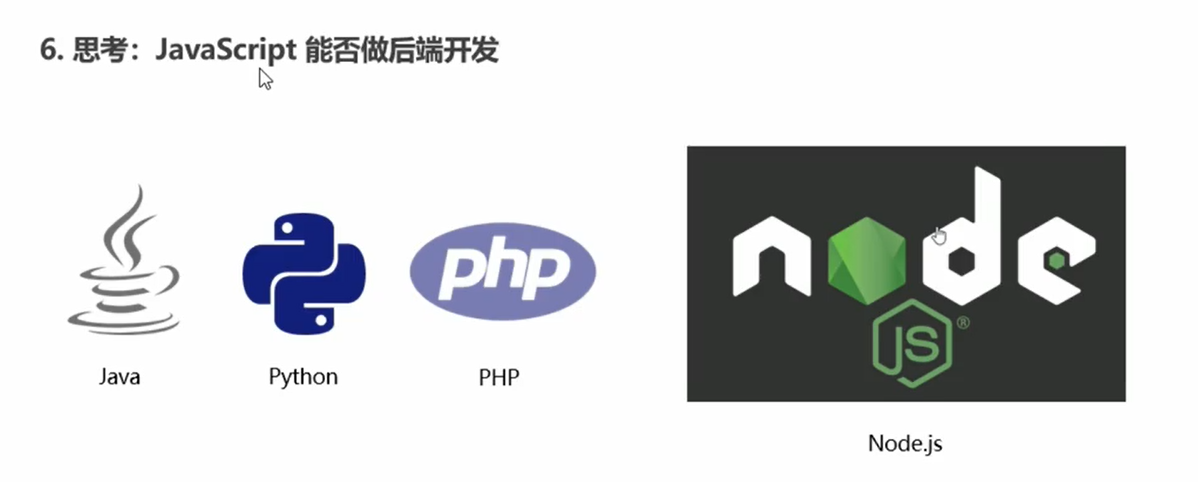 6. 思考：JavaScript 能否做后端开发
php
node
JS®
Java
Python
PHP
Node.js